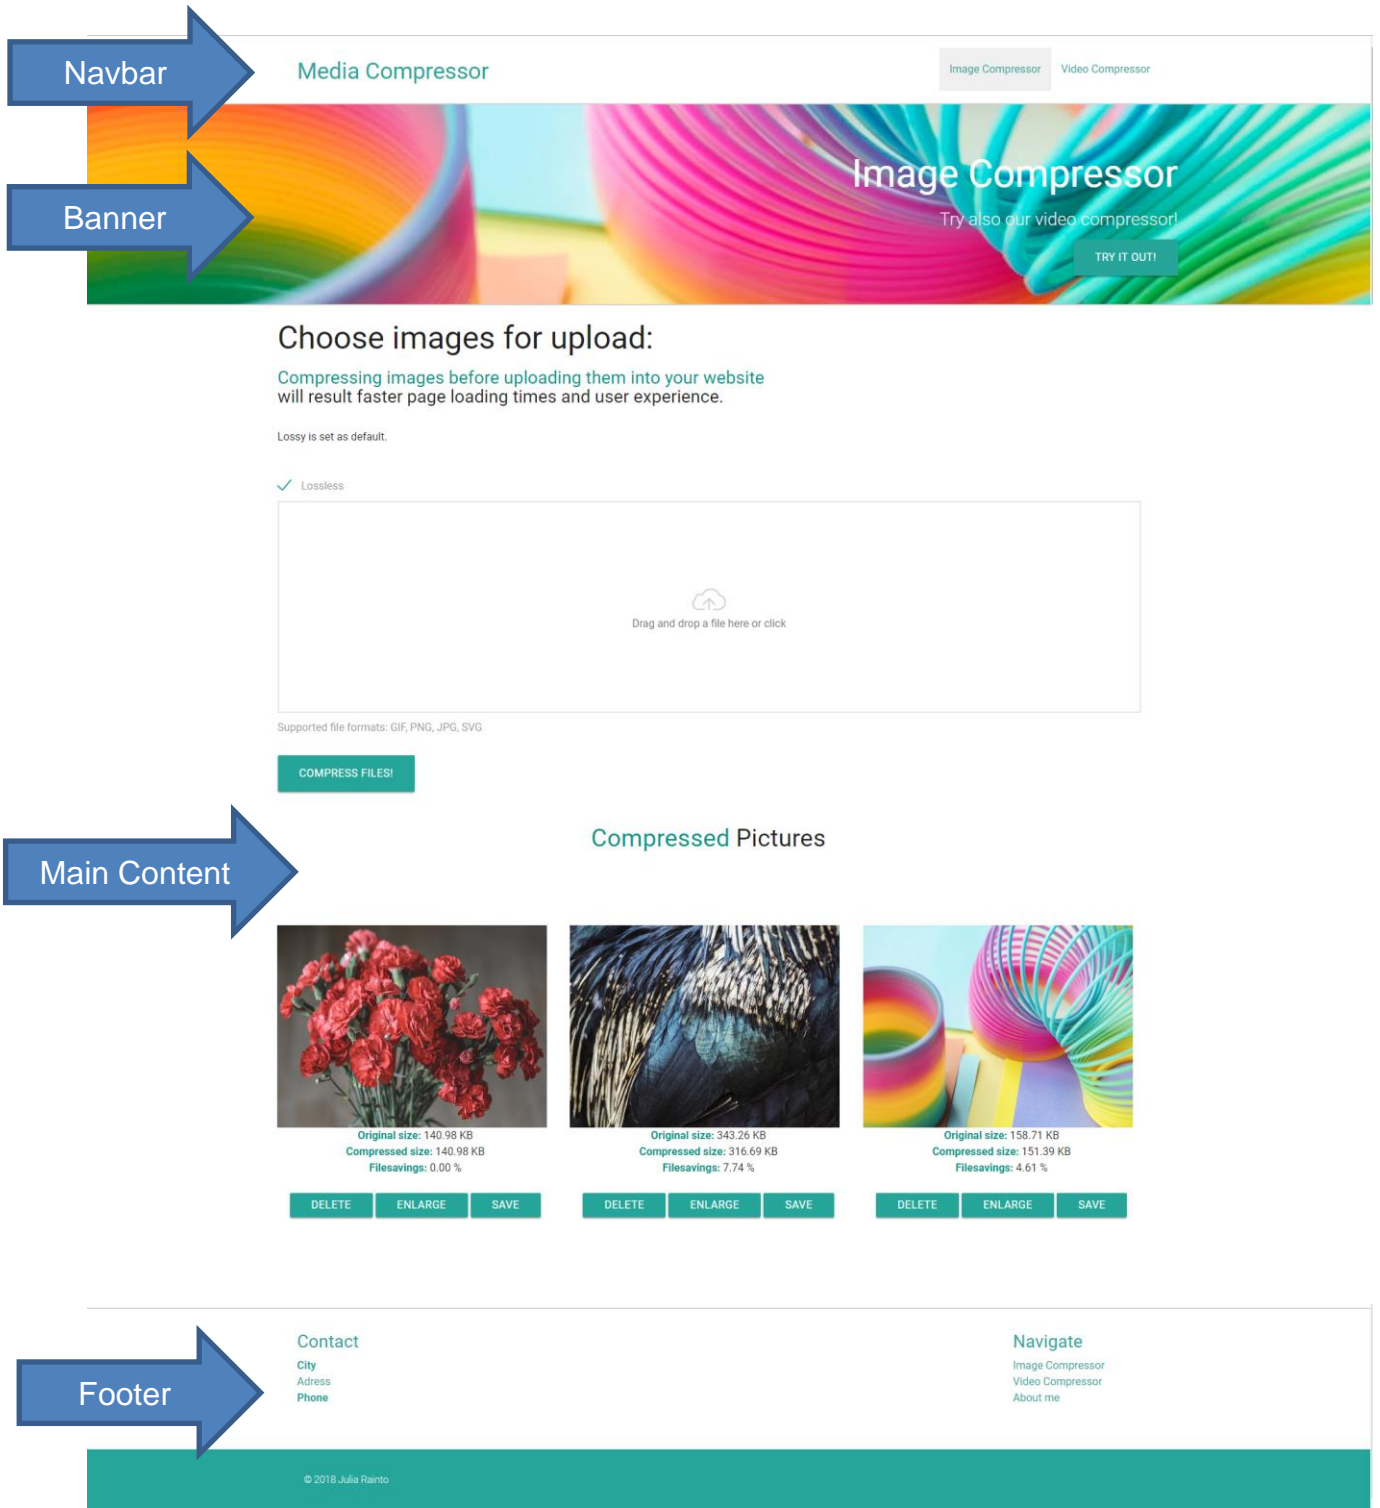 Navbar
Media Compressor
Image Compressor
Video Compressor
Banner
Image Compressor
Try also our video compressor!
TRY IT OUT!
Choose images for upload:
Compressing images before uploading them into your website
will result faster page loading times and user experience.
Lossy is set as default.
Lossless
Drag and drop a file here or click
Supported file formats: GIF, PNG, JPG, SVG
COMPRESS FILES!
Main Content
Compressed Pictures
Original size: 140.98 KB
Compressed size: 140.98 KB
Filesavings: 0.00 %
DELETE ENLARGE SAVE
Original size: 343.26 KB
Compressed size: 316.69 KB
Filesavings: 7.74 %
DELETE ENLARGE SAVE
Original size: 158.71 KB
Compressed size: 151.39 KB
Filesavings: 4.61 %
DELETE ENLARGE SAVE
Footer
Contact
City
Adress
Phone
Navigate
Image Compressor
Video Compressor
About me
© 2018 Julia Rainto